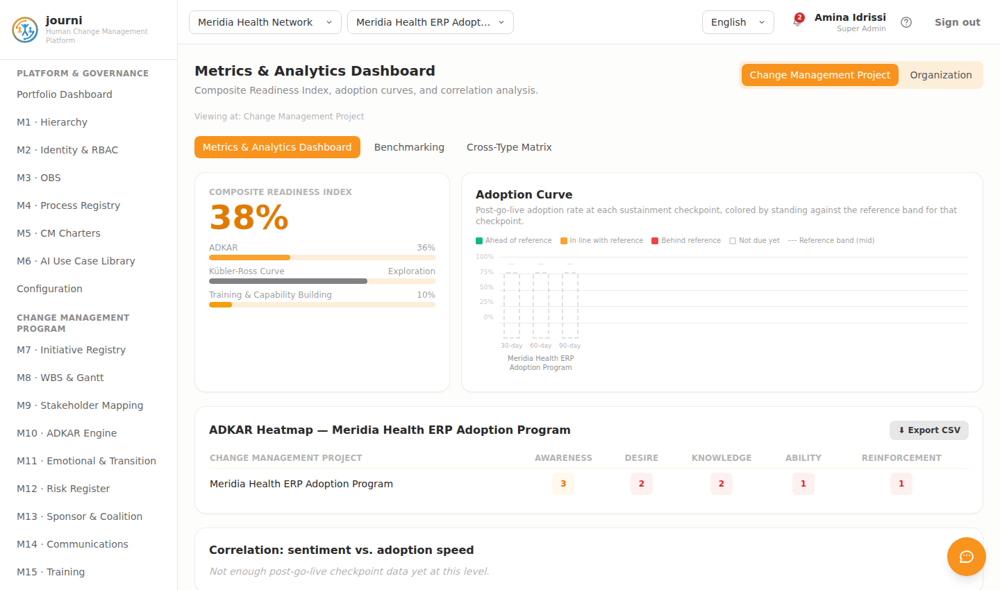 journi
Human Change Management
Platform
PLATFORM & GOVERNANCE
Portfolio Dashboard
M1 · Hierarchy
M2 · Identity & RBAC
M3 · OBS
M4 · Process Registry
M5 · CM Charters
M6 · AI Use Case Library
Configuration
CHANGE MANAGEMENT
PROGRAM
M7 · Initiative Registry
M8 · WBS & Gantt
M9 · Stakeholder Mapping
M10 · ADKAR Engine
M11 · Emotional & Transition
M12 · Risk Register
M13 · Sponsor & Coalition
M14 · Communications
M15 · Training
Meridia Health Network
Meridia Health ERP Adopt...
English
2
Amina Idrissi
Super Admin
Sign out
Metrics & Analytics Dashboard
Composite Readiness Index, adoption curves, and correlation analysis.
Change Management Project
Organization
Viewing at: Change Management Project
Metrics & Analytics Dashboard
Benchmarking
Cross-Type Matrix
COMPOSITE READINESS INDEX
38%
ADKAR 36%
Kübler-Ross Curve Exploration
Training & Capability Building 10%
Adoption Curve
Post-go-live adoption rate at each sustainment checkpoint, colored by standing against the reference band for that
checkpoint.
Ahead of reference In line with reference Behind reference Not due yet --- Reference band (mid)
100%
75%
50%
25%
0%
— — —
30-day 60-day 90-day
Meridia Health ERP
Adoption Program
ADKAR Heatmap — Meridia Health ERP Adoption Program
⬇ Export CSV
CHANGE MANAGEMENT PROJECT AWARENESS DESIRE KNOWLEDGE ABILITY REINFORCEMENT
Meridia Health ERP Adoption Program 3 2 2 1 1
Correlation: sentiment vs. adoption speed
Not enough post-go-live checkpoint data yet at this level.